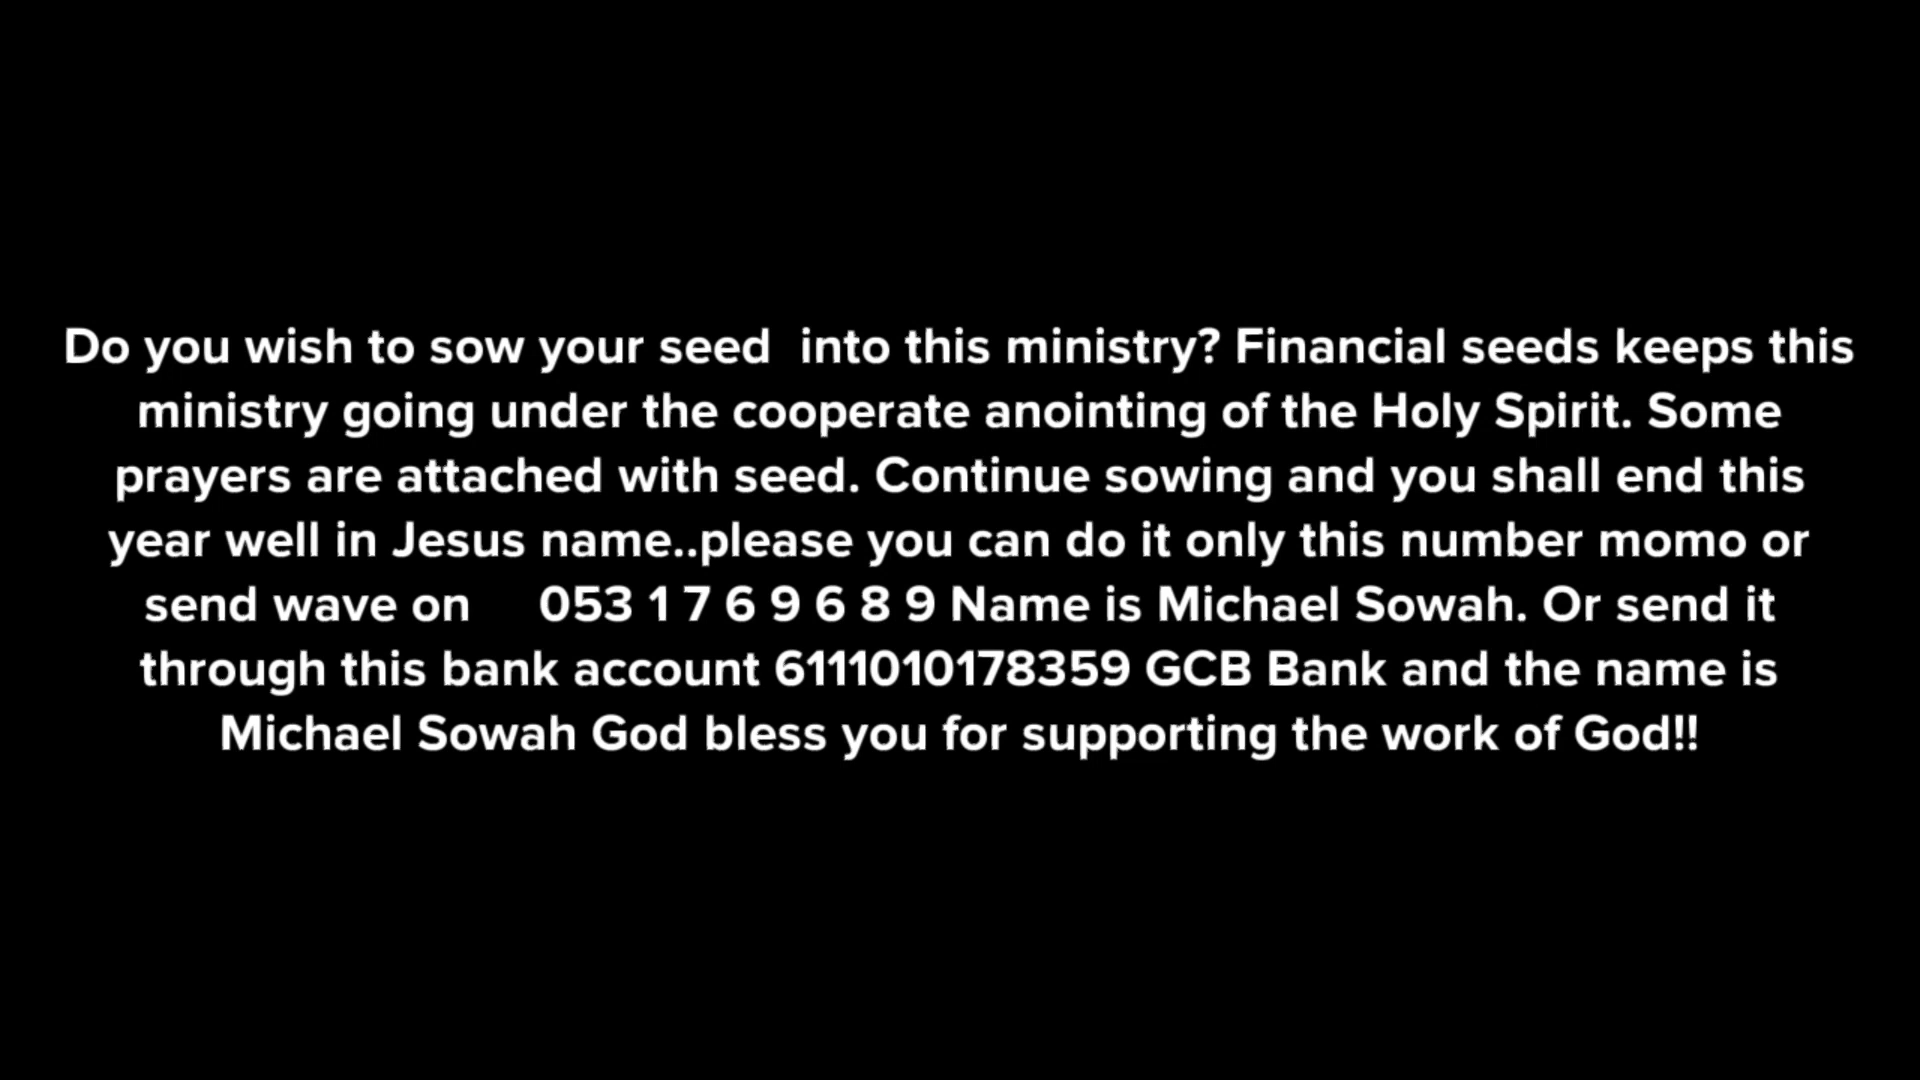 Do you wish to sow your seed  into this ministry? Financial seeds keeps this
ministry going under the cooperate anointing of the Holy Spirit. Some
prayers are attached with seed. Continue sowing and you shall end this
year well in Jesus name..please you can do it only this number momo or
send wave on    053 1 7 6 9 6 8 9 Name is Michael Sowah. Or send it
through this bank account 6111010178359 GCB Bank and the name is
Michael Sowah God bless you for supporting the work of God!!